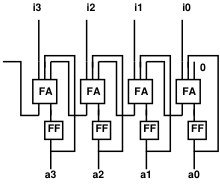 i3 i2 i1 i0
0
FA FA FA FA
FF FF FF FF
a3 a2 a1 a0